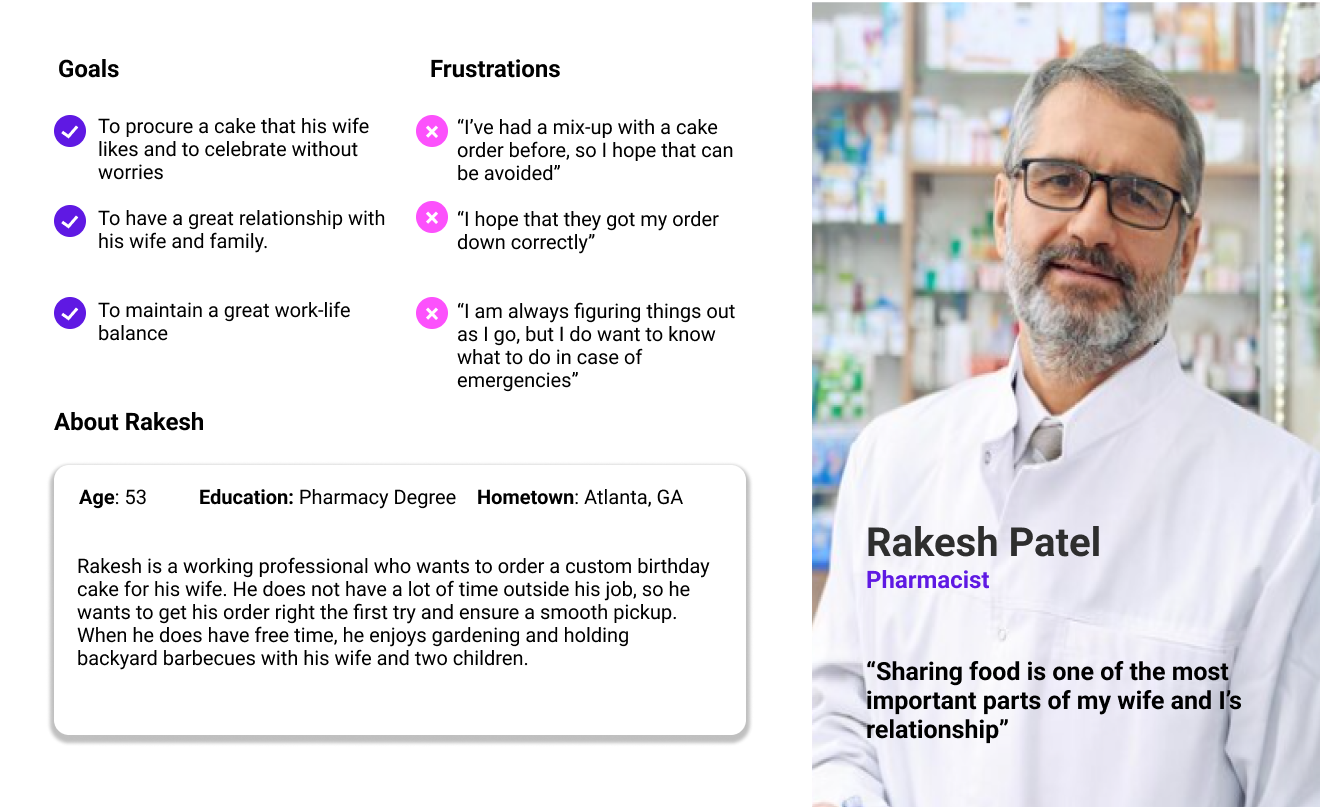 Goals
To procure a cake that his wife
likes and to celebrate without
worries
To have a great relationship with
his wife and family.
To maintain a great work-life
balance
Frustrations
“I’ve had a mix-up with a cake
order before, so I hope that can
be avoided”
“I hope that they got my order
down correctly”
“I am always figuring things out
as I go, but I do want to know
what to do in case of
emergencies”
About Rakesh
Age: 53 Education: Pharmacy Degree Hometown: Atlanta, GA
Rakesh is a working professional who wants to order a custom birthday
cake for his wife. He does not have a lot of time outside his job, so he
wants to get his order right the first try and ensure a smooth pickup.
When he does have free time, he enjoys gardening and holding
backyard barbecues with his wife and two children.
Rakesh Patel
Pharmacist
“Sharing food is one of the most
important parts of my wife and I’s
relationship”